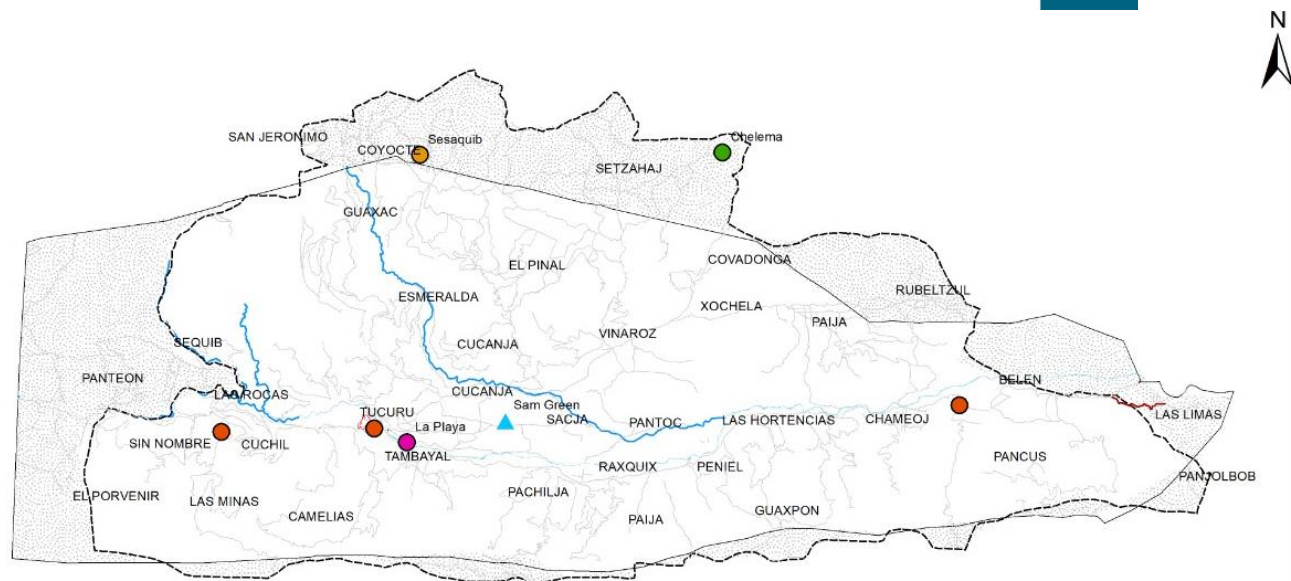 N
SAN JERONIMO
COYOCTE
Sesaquib
Chelema
SETZAHAJ
GUAXAC
COVADONGA
EL PINAL
RUBELTZUL
ESMERALDA
XOCHELA
PAIJA
VINAROZ
SEQUIB
CUCANJA
PANTEON
BELEN
CUCANJA
LAS ROCAS
Sam Green
TUCURU
LAS LIMAS
La Playa
SACJA
PANTOC
LAS HORTENCIAS
CHAMEOJ
SIN NOMBRE
CUCHIL
TAMBAYAL
PANCUS
RAXQUIX
PENIEL
PANJOLBOB
EL PORVENIR
LAS MINAS
PACHILJA
GUAXPON
CAMELIAS
PAIJA